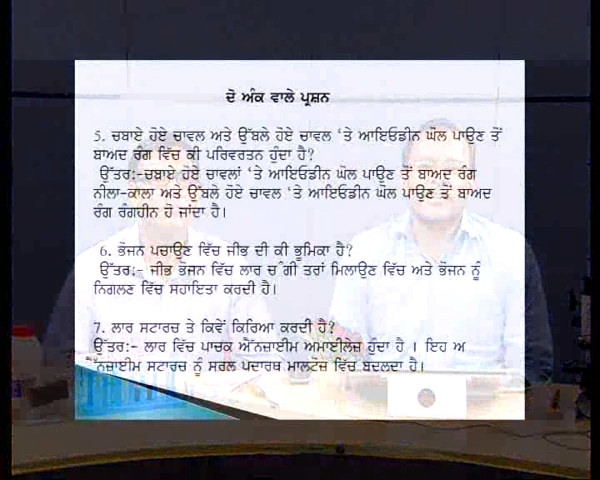 ਦੋ ਅੰਕ ਵਾਲੇ ਪ੍ਰਸ਼ਨ
5. ਚਬਾਏ ਹੋਏ ਚਾਵਲ ਅਤੇ ਉੱਬਲੇ ਹੋਏ ਚਾਵਲ ‘ਤੇ ਆਇਓਡੀਨ ਘੋਲ ਪਾਉਣ ਤੋਂ
ਬਾਅਦ ਰੰਗ ਵਿੱਚ ਕੀ ਪਰਿਵਰਤਨ ਹੁੰਦਾ ਹੈ?
ਉੱਤਰ:-ਚਬਾਏ ਹੋਏ ਚਾਵਲਾਂ ‘ਤੇ ਆਇਓਡੀਨ ਘੋਲ ਪਾਉਣ ਤੋਂ ਬਾਅਦ ਰੰਗ
ਨੀਲਾ-ਕਾਲਾ ਅਤੇ ਉੱਬਲੇ ਹੋਏ ਚਾਵਲ ‘ਤੇ ਆਇਓਡੀਨ ਘੋਲ ਪਾਉਣ ਤੋਂ ਬਾਅਦ
ਰੰਗ ਰੰਗਹੀਨ ਹੋ ਜਾਂਦਾ ਹੈ।
6. ਭੋਜਨ ਪਚਾਉਣ ਵਿੱਚ ਜੀਭ ਦੀ ਕੀ ਭੂਮਿਕਾ ਹੈ?
ਉੱਤਰ:- ਜੀਭ ਭੋਜਨ ਵਿੱਚ ਲਾਰ ਚੰਗੀ ਤਰਾਂ ਮਿਲਾਉਣ ਵਿੱਚ ਅਤੇ ਭੋਜਨ ਨੂੰ
ਨਿਗਲਣ ਵਿੱਚ ਸਹਾਇਤਾ ਕਰਦੀ ਹੈ।
7. ਲਾਰ ਸਟਾਰਚ ਤੇ ਕਿਵੇਂ ਕਿਰਿਆ ਕਰਦੀ ਹੈ?
ਉੱਤਰ:- ਲਾਰ ਵਿੱਚ ਪਾਚਕ ਐੱਨਜ਼ਾਈਮ ਅਮਾਈਲੇਜ਼ ਹੁੰਦਾ ਹੈ । ਇਹ ਅ
ੈੱਨਜ਼ਾਈਮ ਸਟਾਰਚ ਨੂੰ ਸਰਲ ਪਦਾਰਥ ਮਾਲਟੋਜ਼ ਵਿੱਚ ਬਦਲਦਾ ਹੈ।